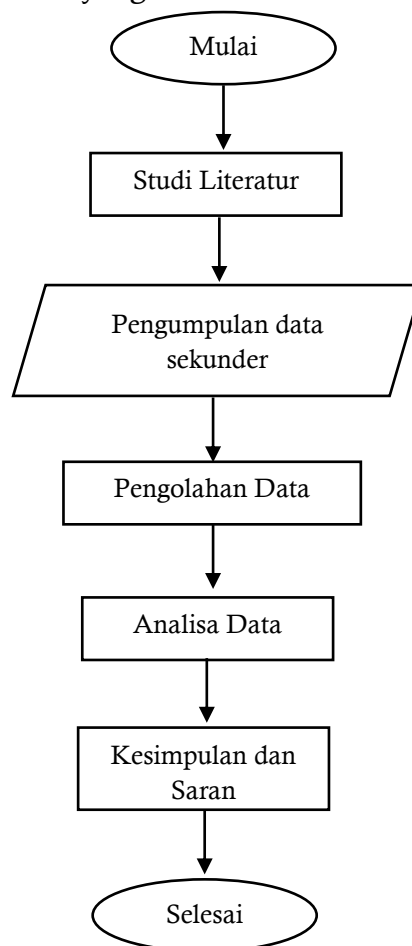 Mulai
Studi Literatur
Pengumpulan data
sekunder
Pengolahan Data
Analisa Data
Kesimpulan dan
Saran
Selesai